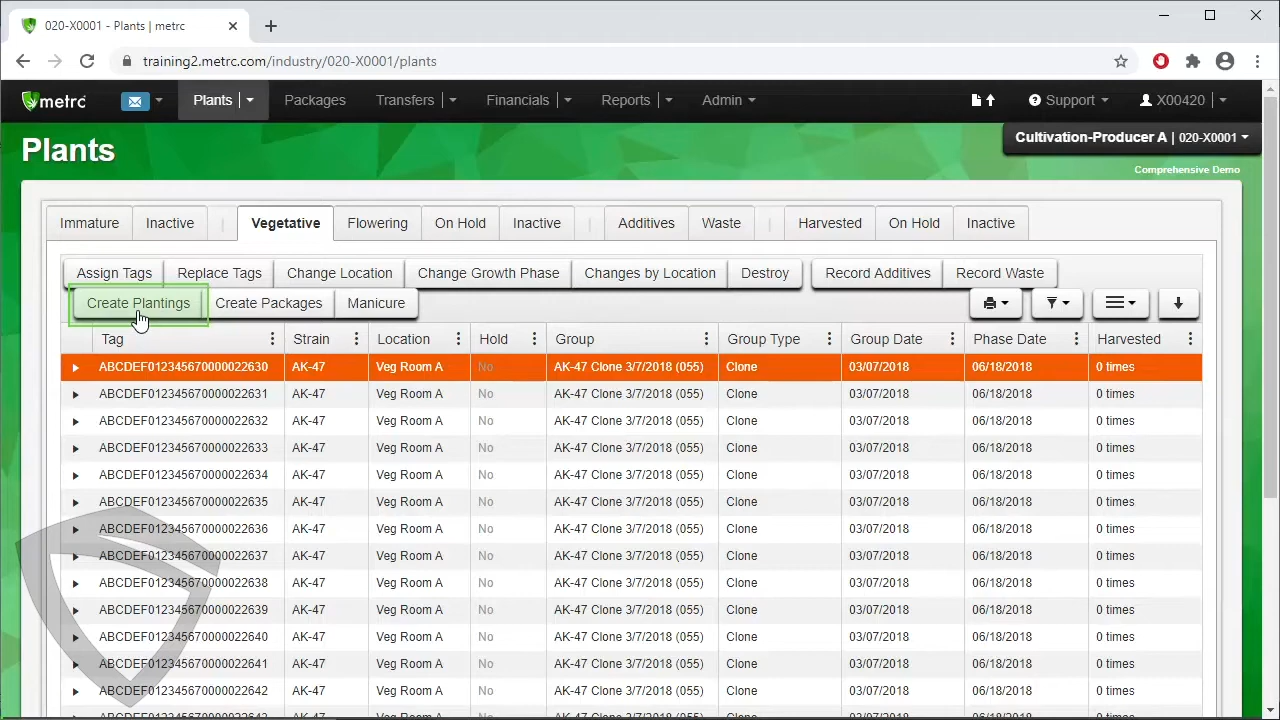 020-X0001 - Plants | metrc
training2.metrc.com/industry/020-X0001/plants
metrc Plants Packages Transfers Financials Reports Admin Support X00420
Plants
Cultivation-Producer A | 020-X0001
Comprehensive Demo
Immature Inactive Vegetative Flowering On Hold Inactive Additives Waste Harvested On Hold Inactive
Assign Tags Replace Tags Change Location Change Growth Phase Changes by Location Destroy Record Additives Record Waste
Create Plantings Create Packages Manicure
Tag Strain Location Hold Group Group Type Group Date Phase Date Harvested
ABCDEF012345670000022630 AK-47 Veg Room A No AK-47 Clone 3/7/2018 (055) Clone 03/07/2018 06/18/2018 0 times
ABCDEF012345670000022631 AK-47 Veg Room A No AK-47 Clone 3/7/2018 (055) Clone 03/07/2018 06/18/2018 0 times
ABCDEF012345670000022632 AK-47 Veg Room A No AK-47 Clone 3/7/2018 (055) Clone 03/07/2018 06/18/2018 0 times
ABCDEF012345670000022633 AK-47 Veg Room A No AK-47 Clone 3/7/2018 (055) Clone 03/07/2018 06/18/2018 0 times
ABCDEF012345670000022634 AK-47 Veg Room A No AK-47 Clone 3/7/2018 (055) Clone 03/07/2018 06/18/2018 0 times
ABCDEF012345670000022635 AK-47 Veg Room A No AK-47 Clone 3/7/2018 (055) Clone 03/07/2018 06/18/2018 0 times
ABCDEF012345670000022636 AK-47 Veg Room A No AK-47 Clone 3/7/2018 (055) Clone 03/07/2018 06/18/2018 0 times
ABCDEF012345670000022637 AK-47 Veg Room A No AK-47 Clone 3/7/2018 (055) Clone 03/07/2018 06/18/2018 0 times
ABCDEF012345670000022638 AK-47 Veg Room A No AK-47 Clone 3/7/2018 (055) Clone 03/07/2018 06/18/2018 0 times
ABCDEF012345670000022639 AK-47 Veg Room A No AK-47 Clone 3/7/2018 (055) Clone 03/07/2018 06/18/2018 0 times
ABCDEF012345670000022640 AK-47 Veg Room A No AK-47 Clone 3/7/2018 (055) Clone 03/07/2018 06/18/2018 0 times
ABCDEF012345670000022641 AK-47 Veg Room A No AK-47 Clone 3/7/2018 (055) Clone 03/07/2018 06/18/2018 0 times
ABCDEF012345670000022642 AK-47 Veg Room A No AK-47 Clone 3/7/2018 (055) Clone 03/07/2018 06/18/2018 0 times